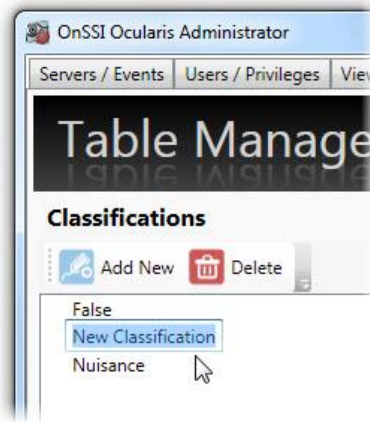 OnSSI Ocularis Administrator
Servers / Events Users / Privileges
Table Manage
Classifications
Add New Delete
False
New Classification
Nuisance